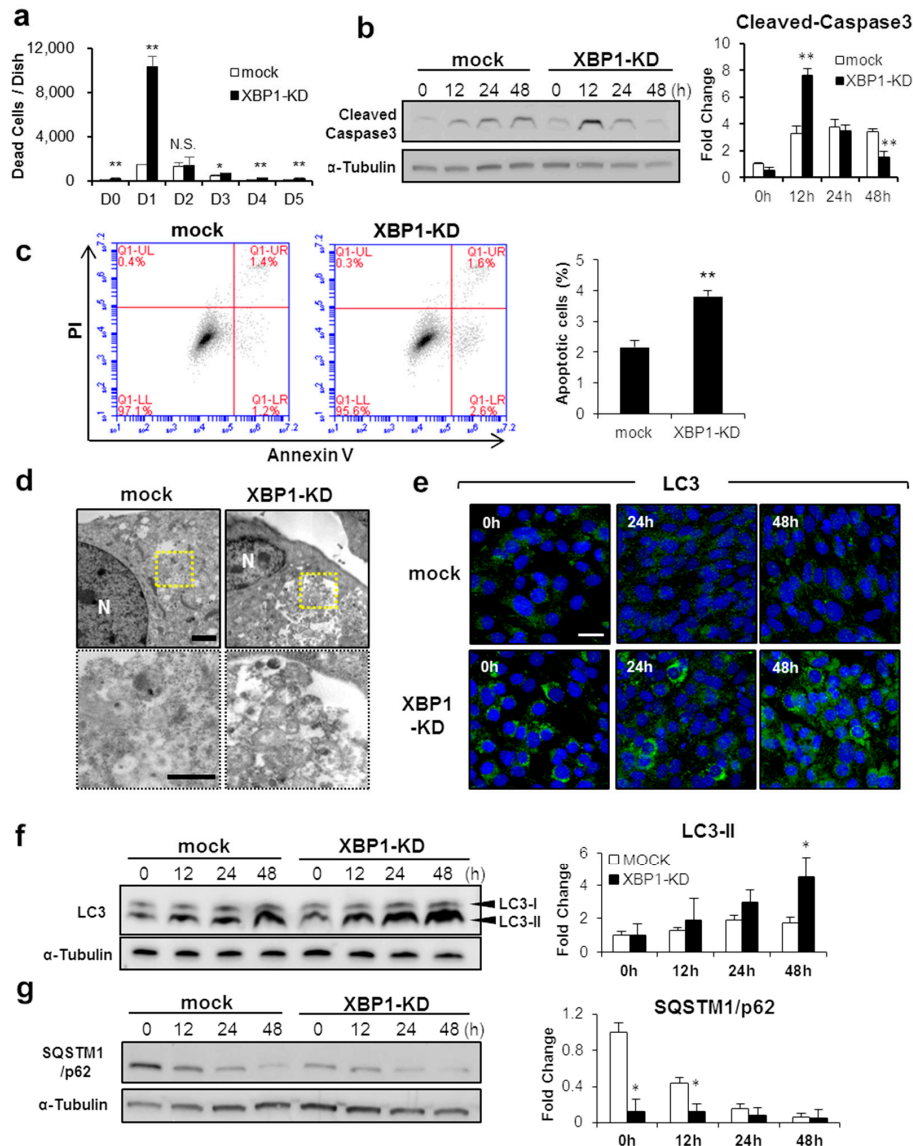 a
Dead Cells / Dish
12,000
8,000
4,000
0
**
N.S.
*
**
**
**
mock
XBP1-KD
D0 D1 D2 D3 D4 D5
b
mock XBP1-KD
0 12 24 48 0 12 24 48 (h)
Cleaved
Caspase3
α-Tubulin
Cleaved-Caspase3
Fold Change
10
8
6
4
2
0
**
**
mock
XBP1-KD
0h 12h 24h 48h
c
mock XBP1-KD
PI
Q1-UL
0.4%
Q1-UR
1.4%
Q1-LL
97.1%
Q1-LR
1.2%
Q1-UL
0.3%
Q1-UR
1.6%
Q1-LL
95.6%
Q1-LR
2.6%
Annexin V
Apoptotic cells (%)
5
4
3
2
1
0
**
mock XBP1-KD
d
mock XBP1-KD
N
N
e
LC3
mock
0h 24h 48h
XBP1
-KD
0h 24h 48h
f
mock XBP1-KD
0 12 24 48 0 12 24 48 (h)
LC3
LC3-I
LC3-II
α-Tubulin
LC3-II
Fold Change
6
4
2
0
*
MOCK
XBP1-KD
0h 12h 24h 48h
g
mock XBP1-KD
0 12 24 48 0 12 24 48 (h)
SQSTM1
/p62
α-Tubulin
SQSTM1/p62
Fold Change
1.2
0.8
0.4
0
*
*
0h 12h 24h 48h